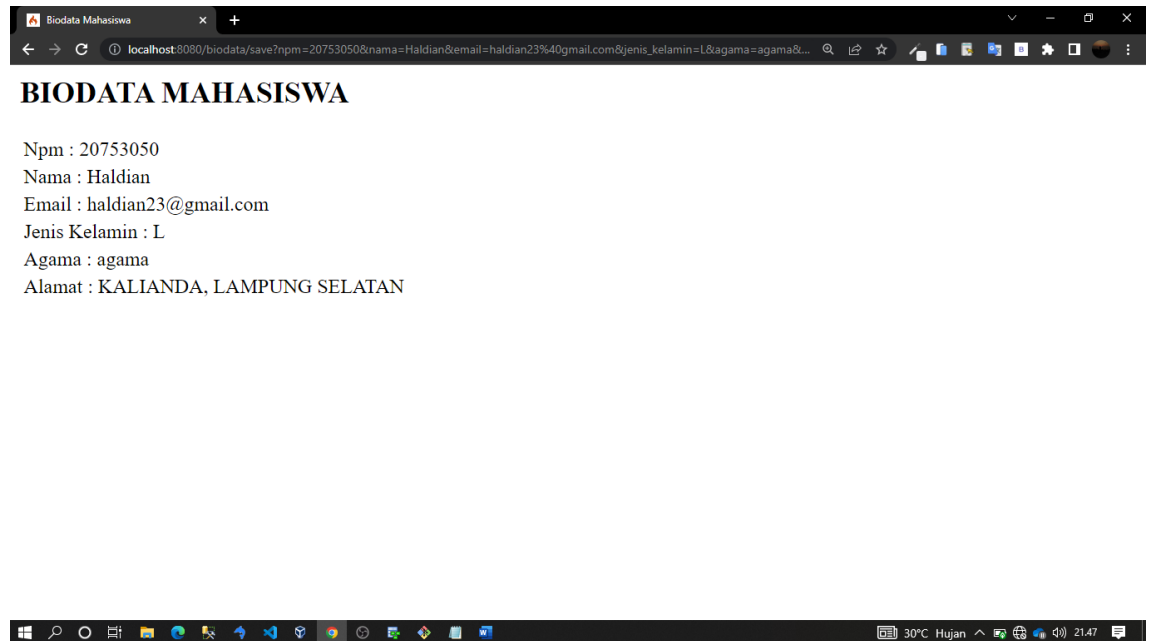 Biodata Mahasiswa
localhost:8080/biodata/save?npm=20753050&nama=Haldian&email=haldian23%40gmail.com&jenis_kelamin=L&agama=agama&...
BIODATA MAHASISWA
Npm : 20753050
Nama : Haldian
Email : haldian23@gmail.com
Jenis Kelamin : L
Agama : agama
Alamat : KALIANDA, LAMPUNG SELATAN
30°C Hujan 21.47